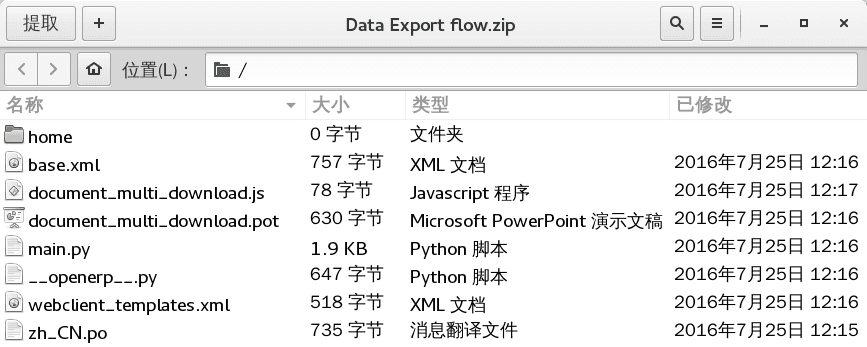 提取 + Data Export flow.zip
位置(L)： /
名称 大小 类型 已修改
home 0 字节 文件夹
base.xml 757 字节 XML 文档 2016年7月25日 12:16
document_multi_download.js 78 字节 Javascript 程序 2016年7月25日 12:17
document_multi_download.pot 630 字节 Microsoft PowerPoint 演示文稿 2016年7月25日 12:16
main.py 1.9 KB Python 脚本 2016年7月25日 12:16
__openerp__.py 647 字节 Python 脚本 2016年7月25日 12:16
webclient_templates.xml 518 字节 XML 文档 2016年7月25日 12:16
zh_CN.po 735 字节 消息翻译文件 2016年7月25日 12:15